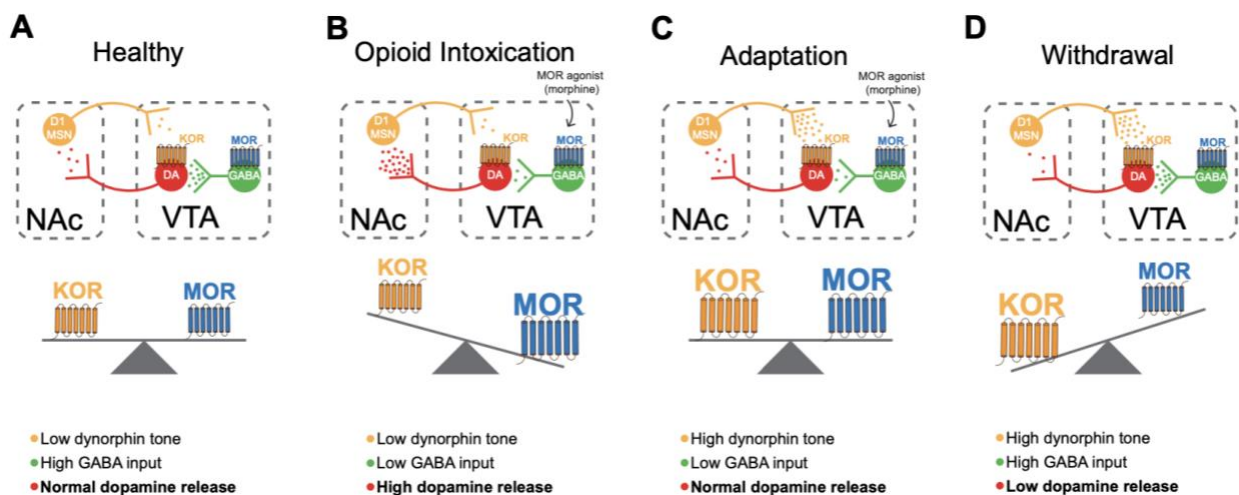 A
Healthy
D1
MSN
KOR
MOR
DA
GABA
NAc
VTA
KOR
MOR
Low dynorphin tone
High GABA input
Normal dopamine release
B
Opioid Intoxication
MOR agonist
(morphine)
D1
MSN
KOR
MOR
DA
GABA
NAc
VTA
KOR
MOR
Low dynorphin tone
Low GABA input
High dopamine release
C
Adaptation
MOR agonist
(morphine)
D1
MSN
KOR
MOR
DA
GABA
NAc
VTA
KOR
MOR
High dynorphin tone
Low GABA input
Normal dopamine release
D
Withdrawal
D1
MSN
KOR
MOR
DA
GABA
NAc
VTA
KOR
MOR
High dynorphin tone
High GABA input
Low dopamine release